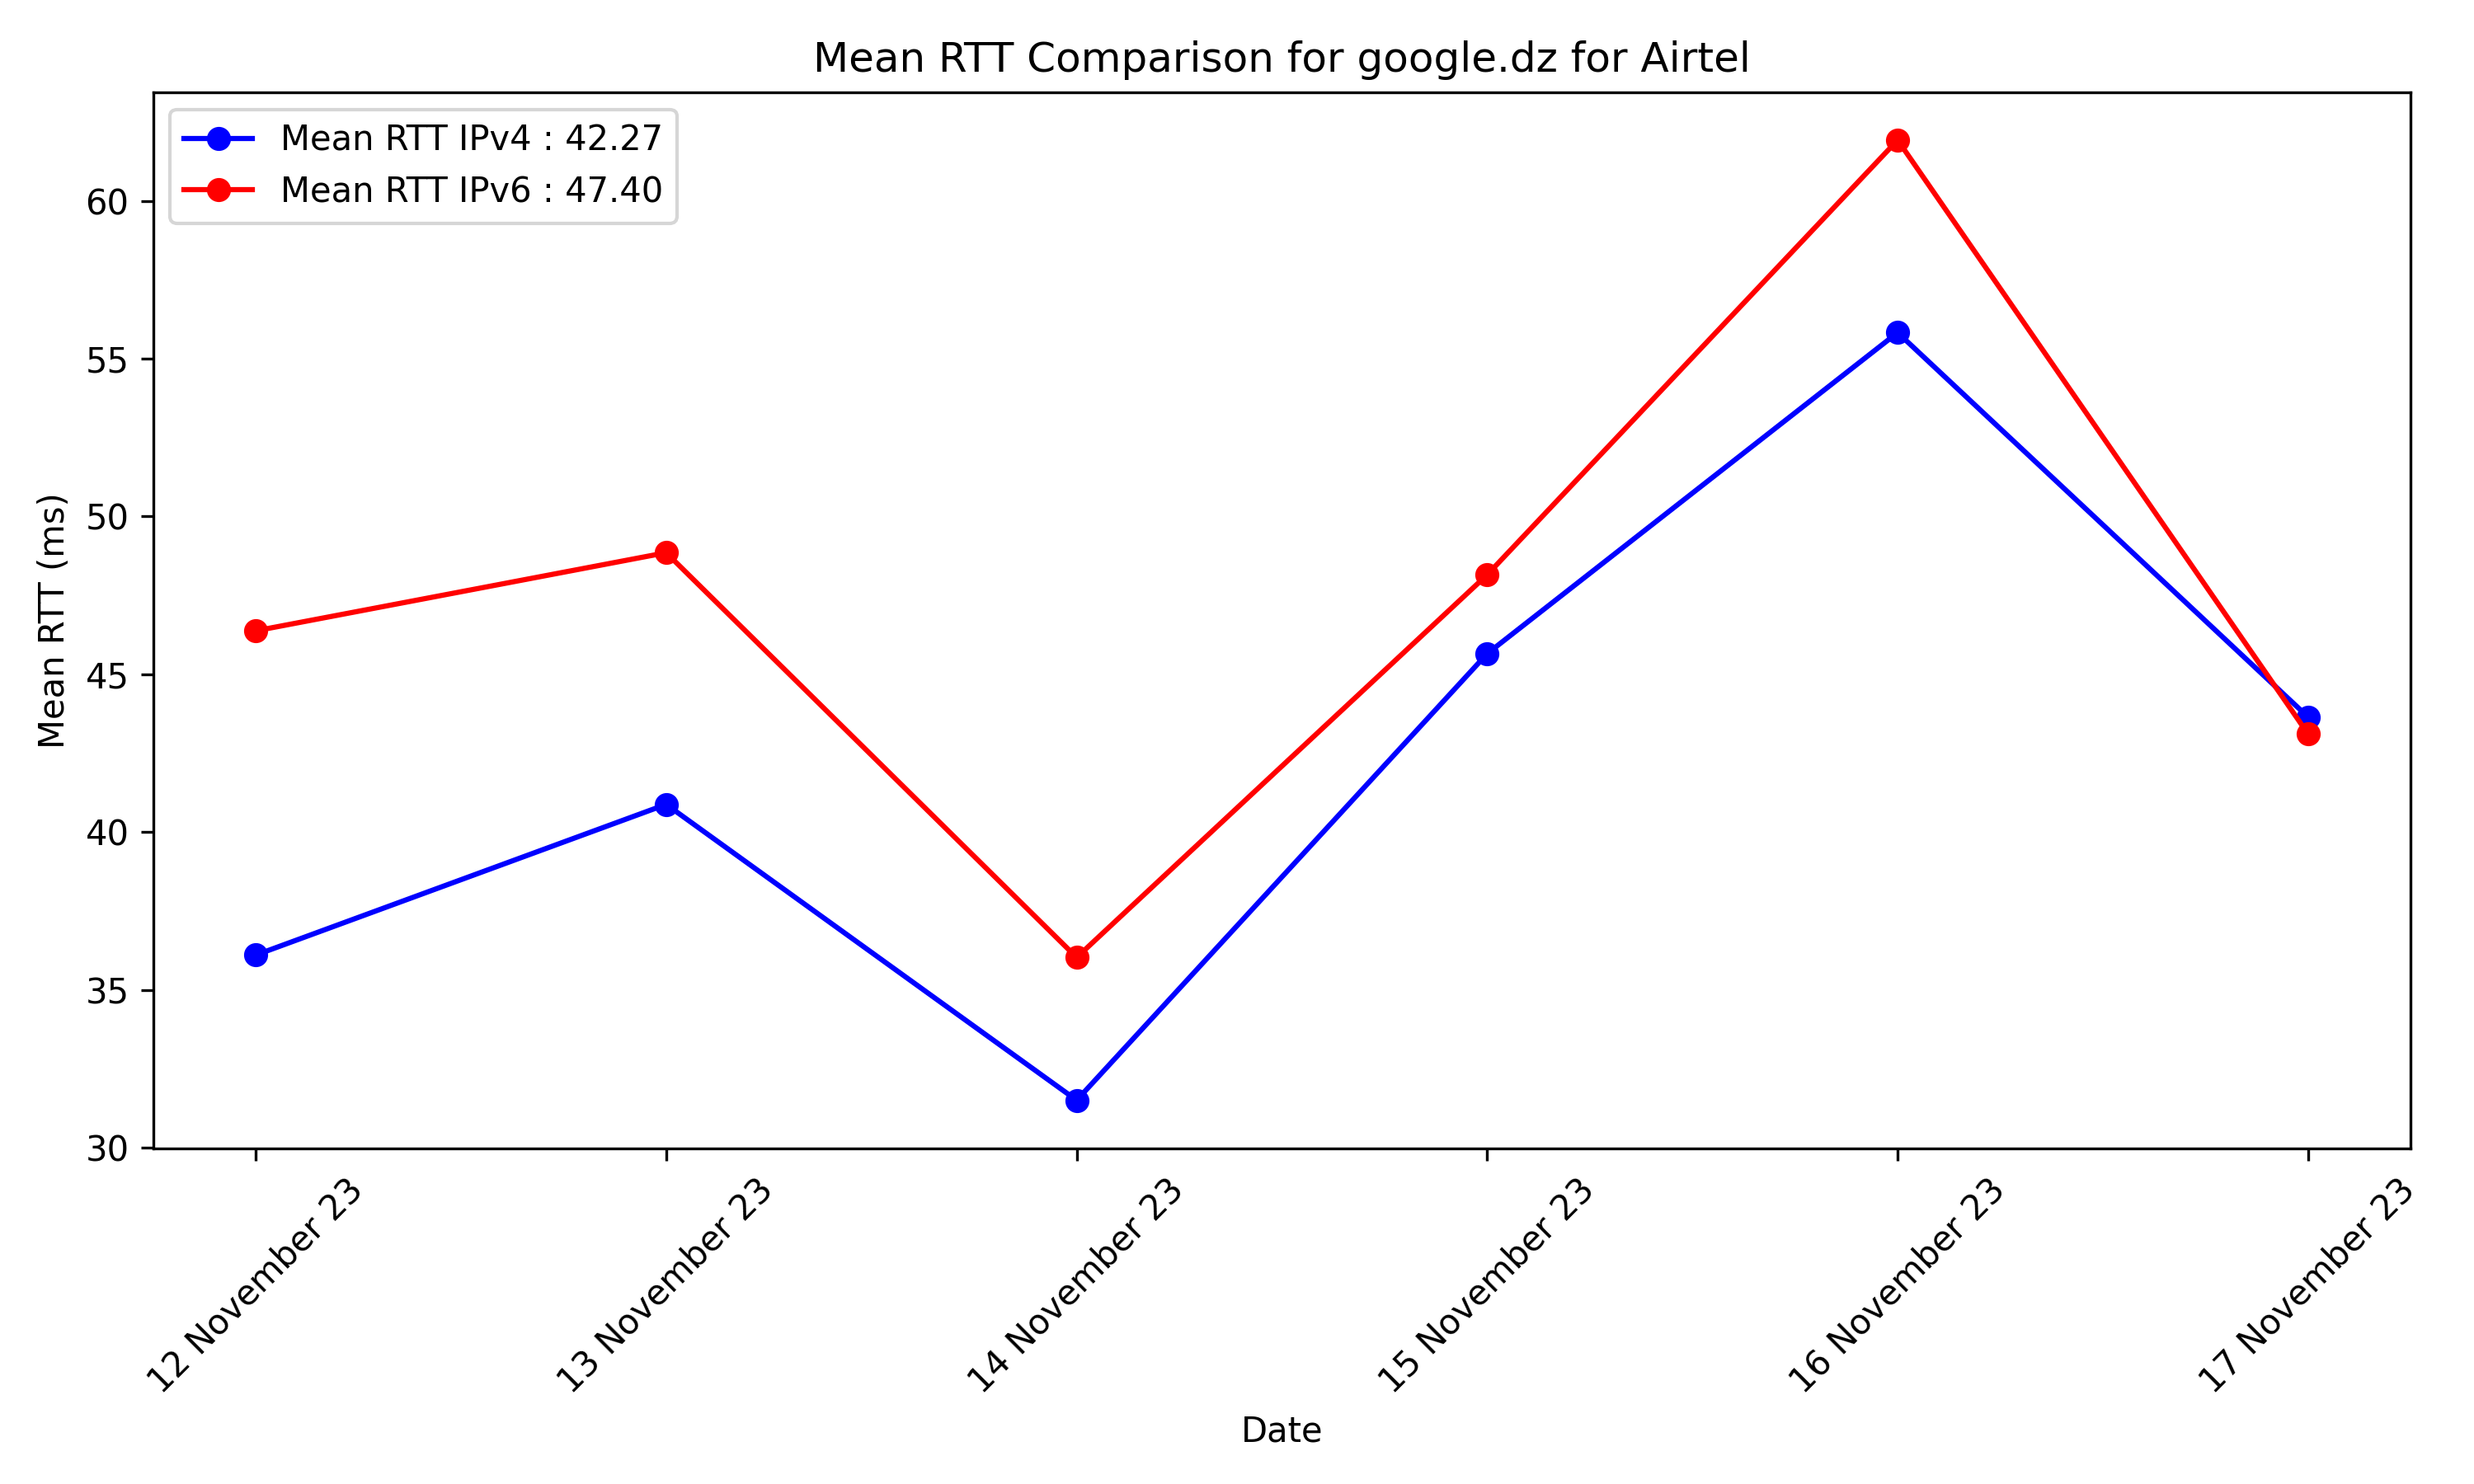 Mean RTT Comparison for google.dz for Airtel
Mean RTT IPv4 : 42.27
Mean RTT IPv6 : 47.40
Mean RTT (ms)
60
55
50
45
40
35
30
12 November 23
13 November 23
14 November 23
15 November 23
16 November 23
17 November 23
Date